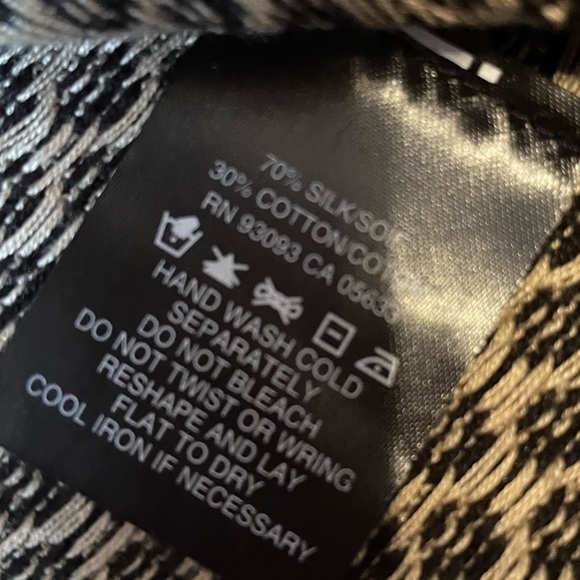 70% SILK/SOIE
30% COTTON/COTON
RN 93093 CA 05635
HAND WASH COLD
SEPARATELY
DO NOT BLEACH
DO NOT TWIST OR WRING
RESHAPE AND LAY
FLAT TO DRY
COOL IRON IF NECESSARY